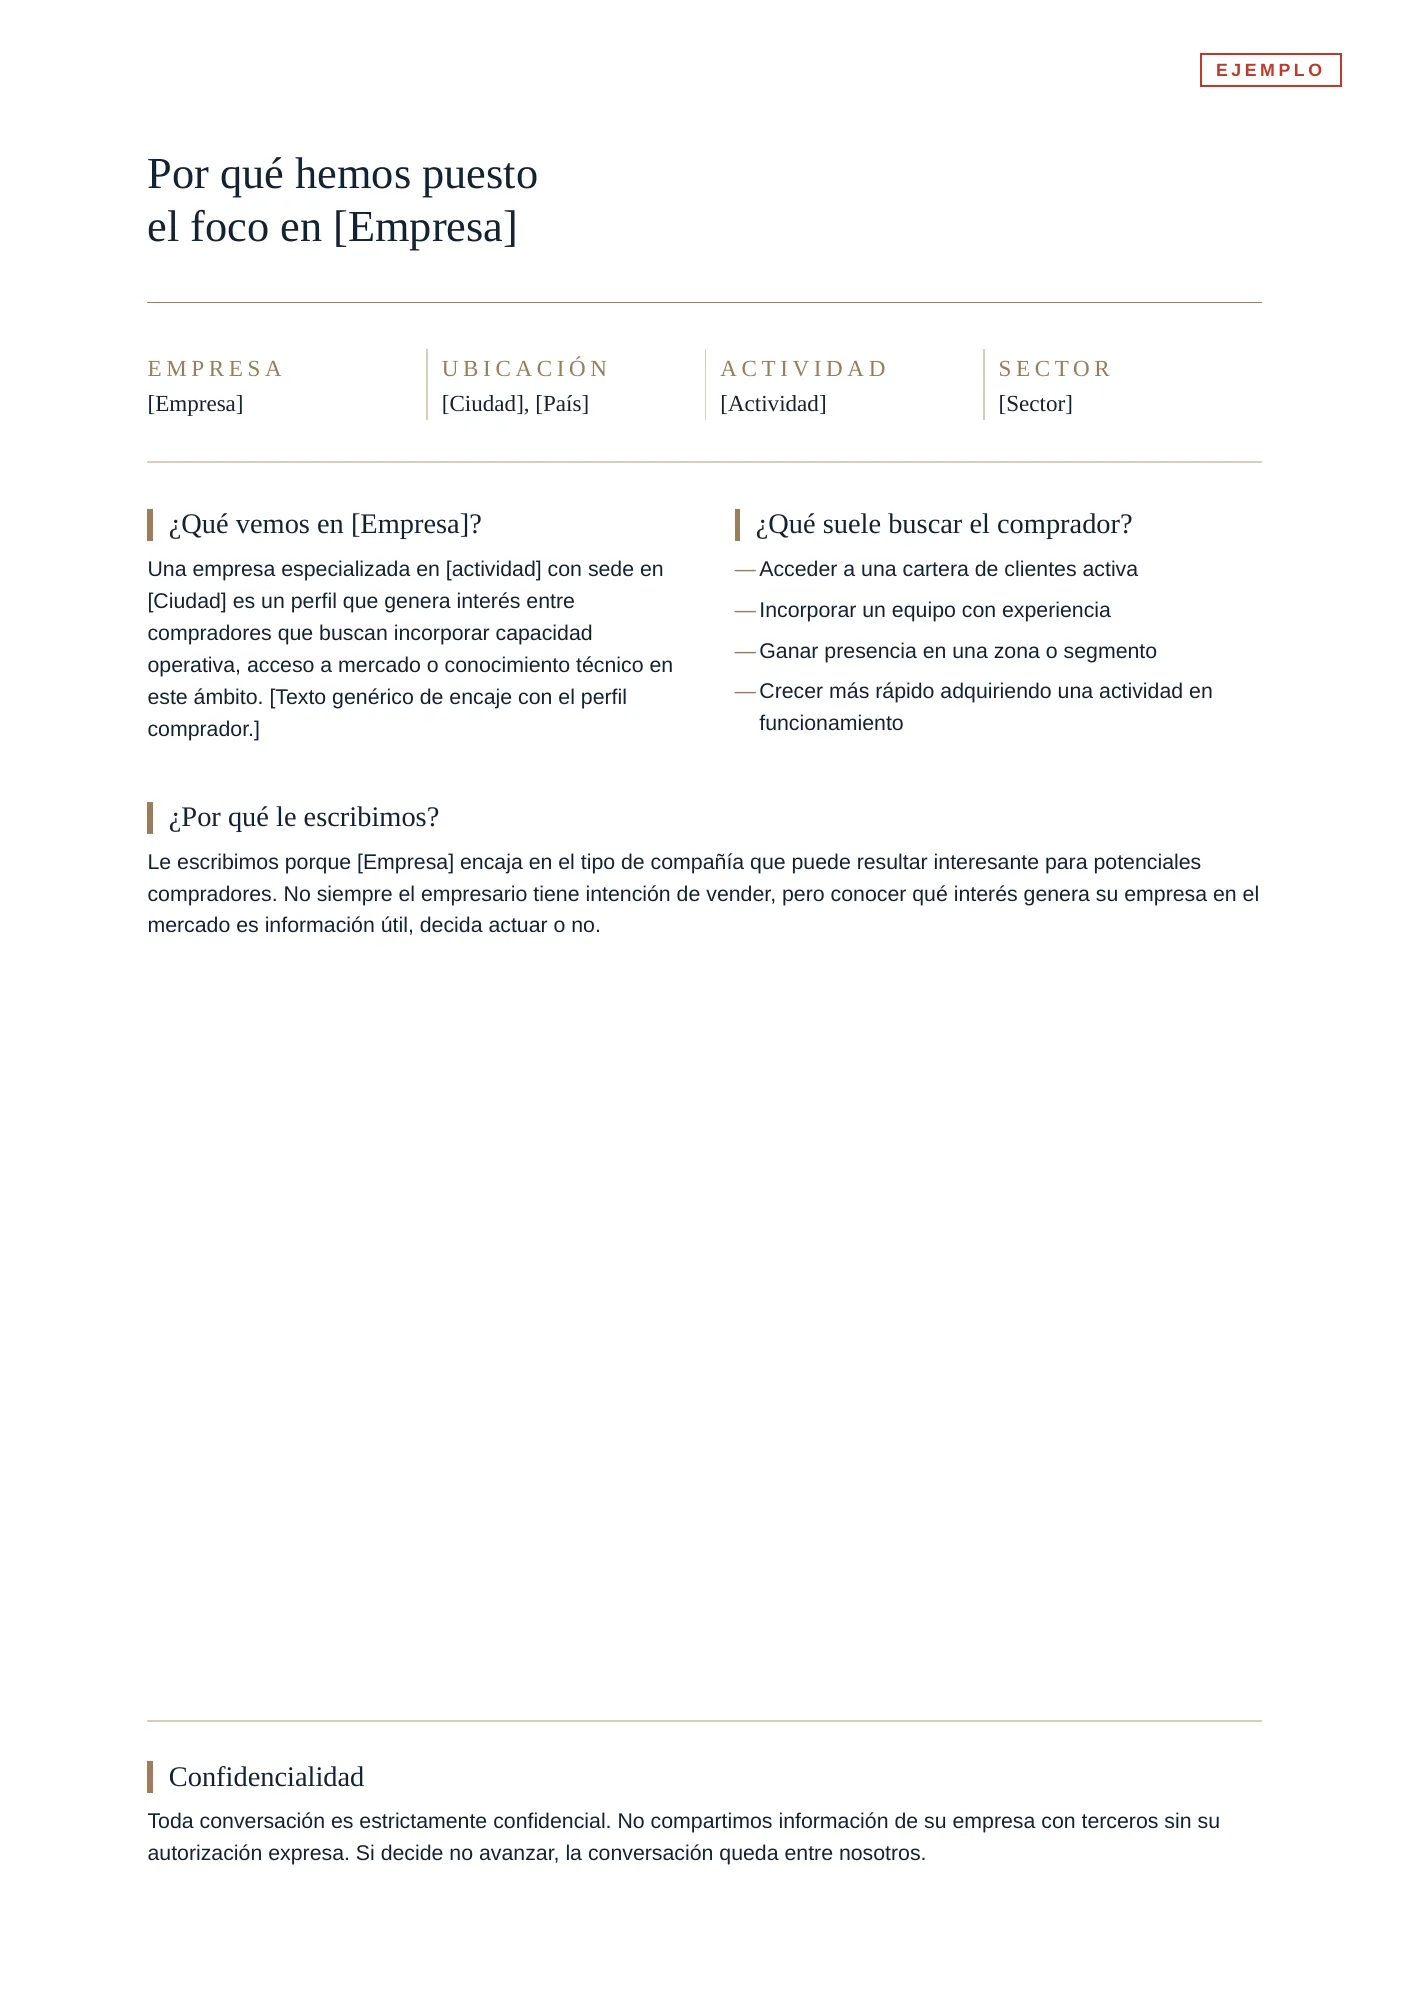 EJEMPLO
Por qué hemos puesto
el foco en [Empresa]
EMPRESA
[Empresa]
UBICACIÓN
[Ciudad], [País]
ACTIVIDAD
[Actividad]
SECTOR
[Sector]
¿Qué vemos en [Empresa]?
Una empresa especializada en [actividad] con sede en
[Ciudad] es un perfil que genera interés entre
compradores que buscan incorporar capacidad
operativa, acceso a mercado o conocimiento técnico en
este ámbito. [Texto genérico de encaje con el perfil
comprador.]
¿Qué suele buscar el comprador?
— Acceder a una cartera de clientes activa
— Incorporar un equipo con experiencia
— Ganar presencia en una zona o segmento
— Crecer más rápido adquiriendo una actividad en
funcionamiento
¿Por qué le escribimos?
Le escribimos porque [Empresa] encaja en el tipo de compañía que puede resultar interesante para potenciales
compradores. No siempre el empresario tiene intención de vender, pero conocer qué interés genera su empresa en el
mercado es información útil, decida actuar o no.
Confidencialidad
Toda conversación es estrictamente confidencial. No compartimos información de su empresa con terceros sin su
autorización expresa. Si decide no avanzar, la conversación queda entre nosotros.